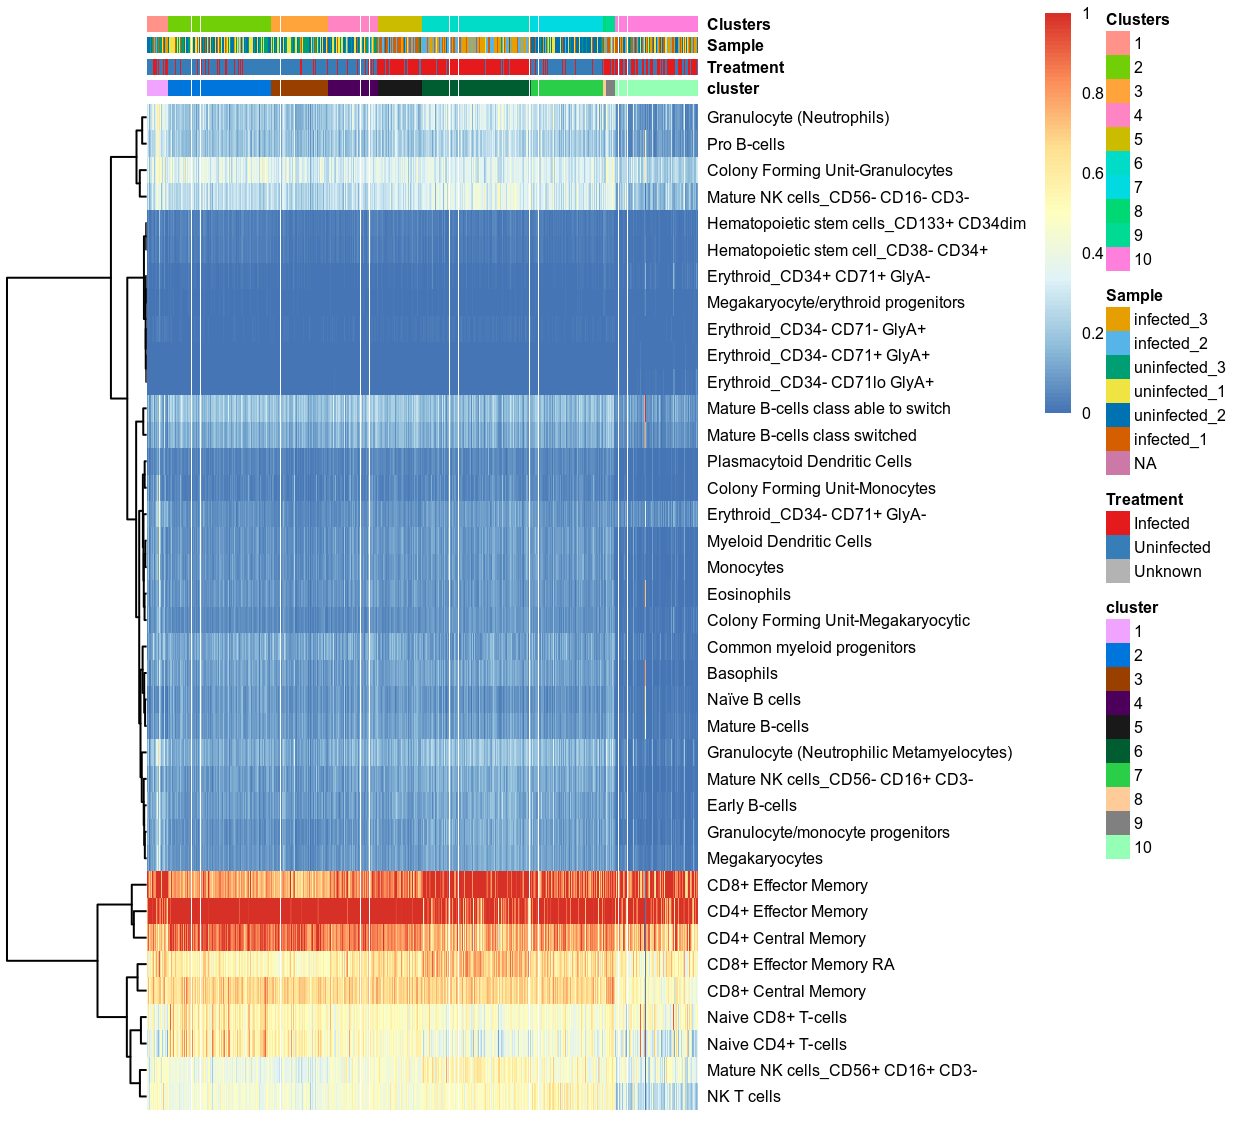 Clusters
Sample
Treatment
cluster
Granulocyte (Neutrophils)
Pro B-cells
Colony Forming Unit-Granulocytes
Mature NK cells_CD56- CD16- CD3-
Hematopoietic stem cells_CD133+ CD34dim
Hematopoietic stem cell_CD38- CD34+
Erythroid_CD34+ CD71+ GlyA-
Megakaryocyte/erythroid progenitors
Erythroid_CD34- CD71- GlyA+
Erythroid_CD34- CD71+ GlyA+
Erythroid_CD34- CD71lo GlyA+
Mature B-cells class able to switch
Mature B-cells class switched
Plasmacytoid Dendritic Cells
Colony Forming Unit-Monocytes
Erythroid_CD34- CD71+ GlyA-
Myeloid Dendritic Cells
Monocytes
Eosinophils
Colony Forming Unit-Megakaryocytic
Common myeloid progenitors
Basophils
Naïve B cells
Mature B-cells
Granulocyte (Neutrophilic Metamyelocytes)
Mature NK cells_CD56- CD16+ CD3-
Early B-cells
Granulocyte/monocyte progenitors
Megakaryocytes
CD8+ Effector Memory
CD4+ Effector Memory
CD4+ Central Memory
CD8+ Effector Memory RA
CD8+ Central Memory
Naive CD8+ T-cells
Naive CD4+ T-cells
Mature NK cells_CD56+ CD16+ CD3-
NK T cells
1
0.8
0.6
0.4
0.2
0
Clusters
1
2
3
4
5
6
7
8
9
10
Sample
infected_3
infected_2
uninfected_3
uninfected_1
uninfected_2
infected_1
NA
Treatment
Infected
Uninfected
Unknown
cluster
1
2
3
4
5
6
7
8
9
10